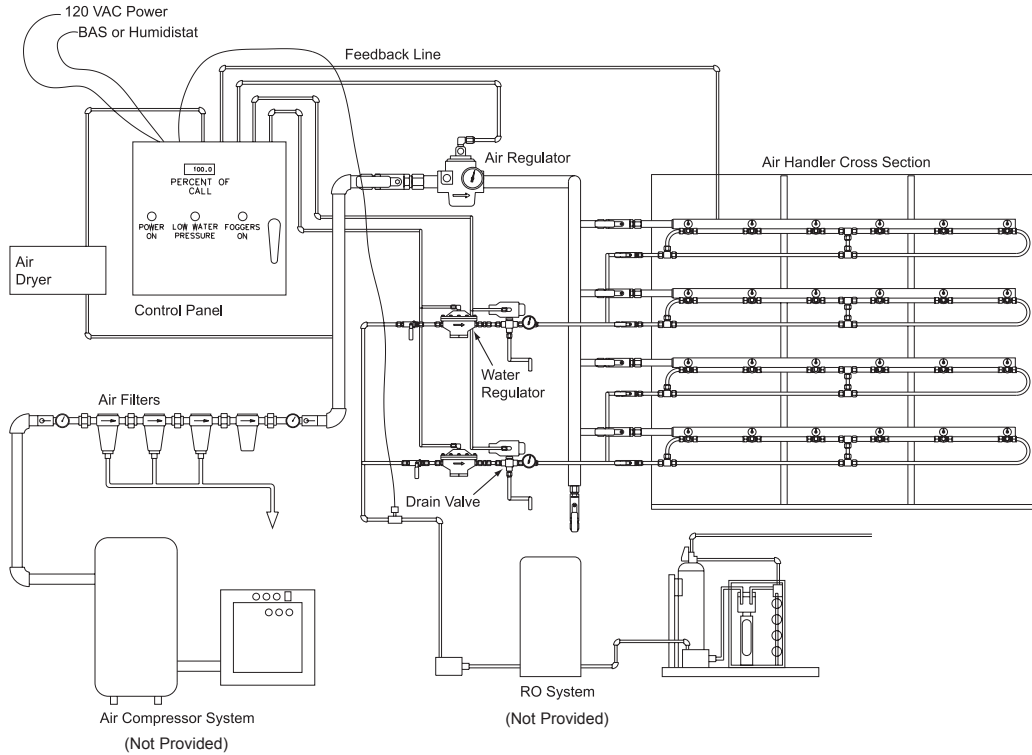 120 VAC Power
BAS or Humidistat
Feedback Line
Air Regulator
Air Handler Cross Section
100.0
PERCENT OF
CALL
POWER
ON
LOW WATER
PRESSURE
FOGGERS
ON
Air
Dryer
Control Panel
Water
Regulator
Air Filters
Drain Valve
RO System
(Not Provided)
Air Compressor System
(Not Provided)